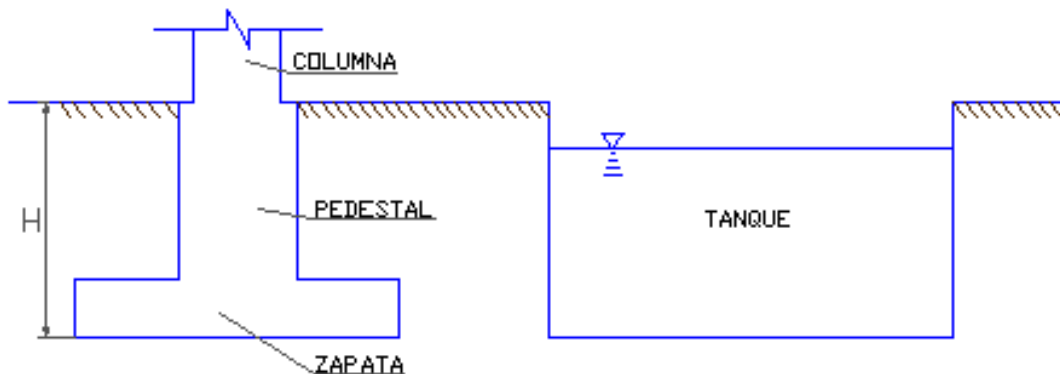 COLUMNA
H
PEDESTAL
TANQUE
ZAPATA